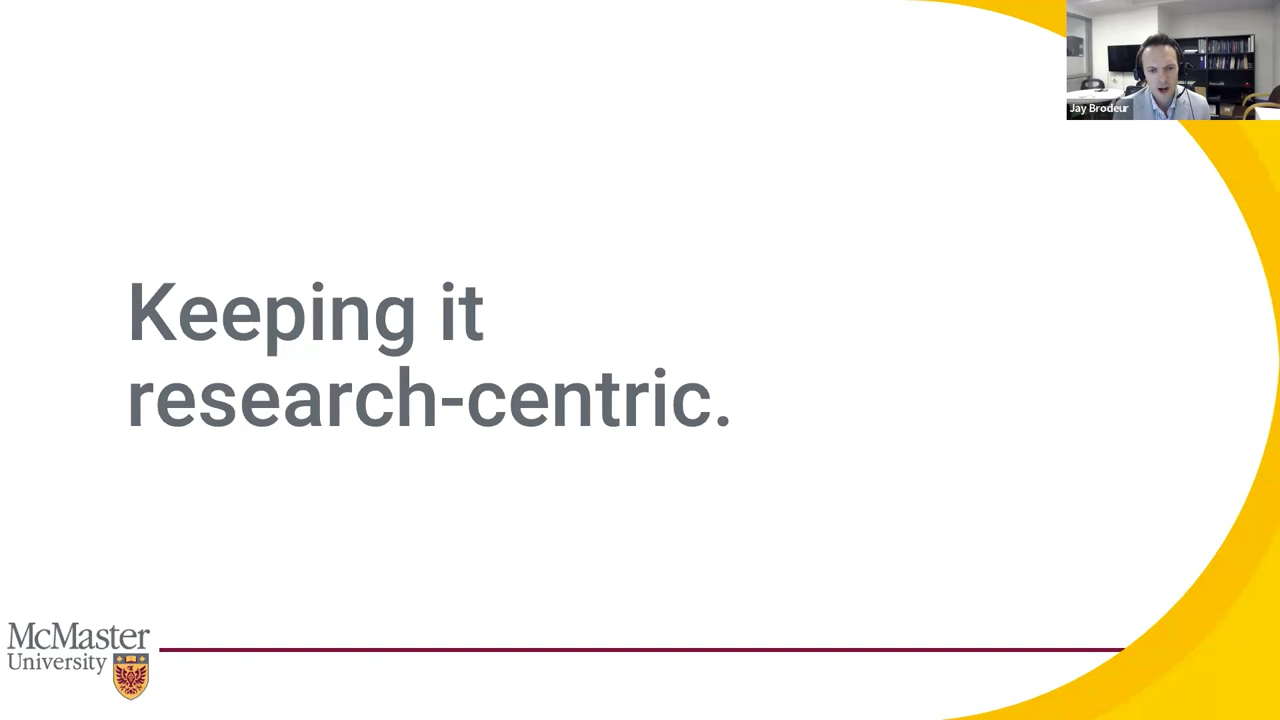 Jay Brodeur
Keeping it
research-centric.
McMaster
University